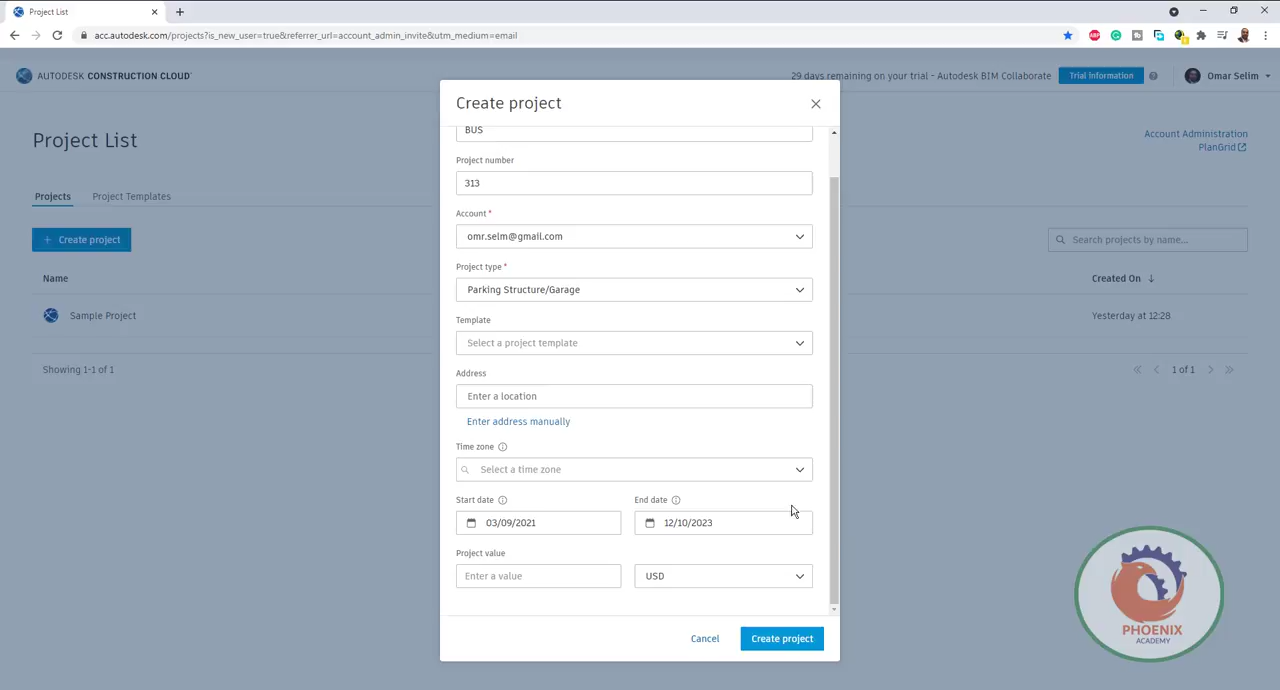 Project List
acc.autodesk.com/projects?is_new_user=true&referrer_url=account_admin_invite&utm_medium=email
AUTODESK CONSTRUCTION CLOUD
29 days remaining on your trial - Autodesk BIM Collaborate
Trial information
Omar Selim
Project List
Account Administration
PlanGrid
Projects
Project Templates
+ Create project
Search projects by name...
Name
Created On
Sample Project
Yesterday at 12:28
Showing 1-1 of 1
1 of 1
Create project
BUS
Project number
313
Account *
omr.selm@gmail.com
Project type *
Parking Structure/Garage
Template
Select a project template
Address
Enter a location
Enter address manually
Time zone
Select a time zone
Start date
End date
03/09/2021
12/10/2023
Project value
Enter a value
USD
Cancel
Create project
PHOENIX
ACADEMY